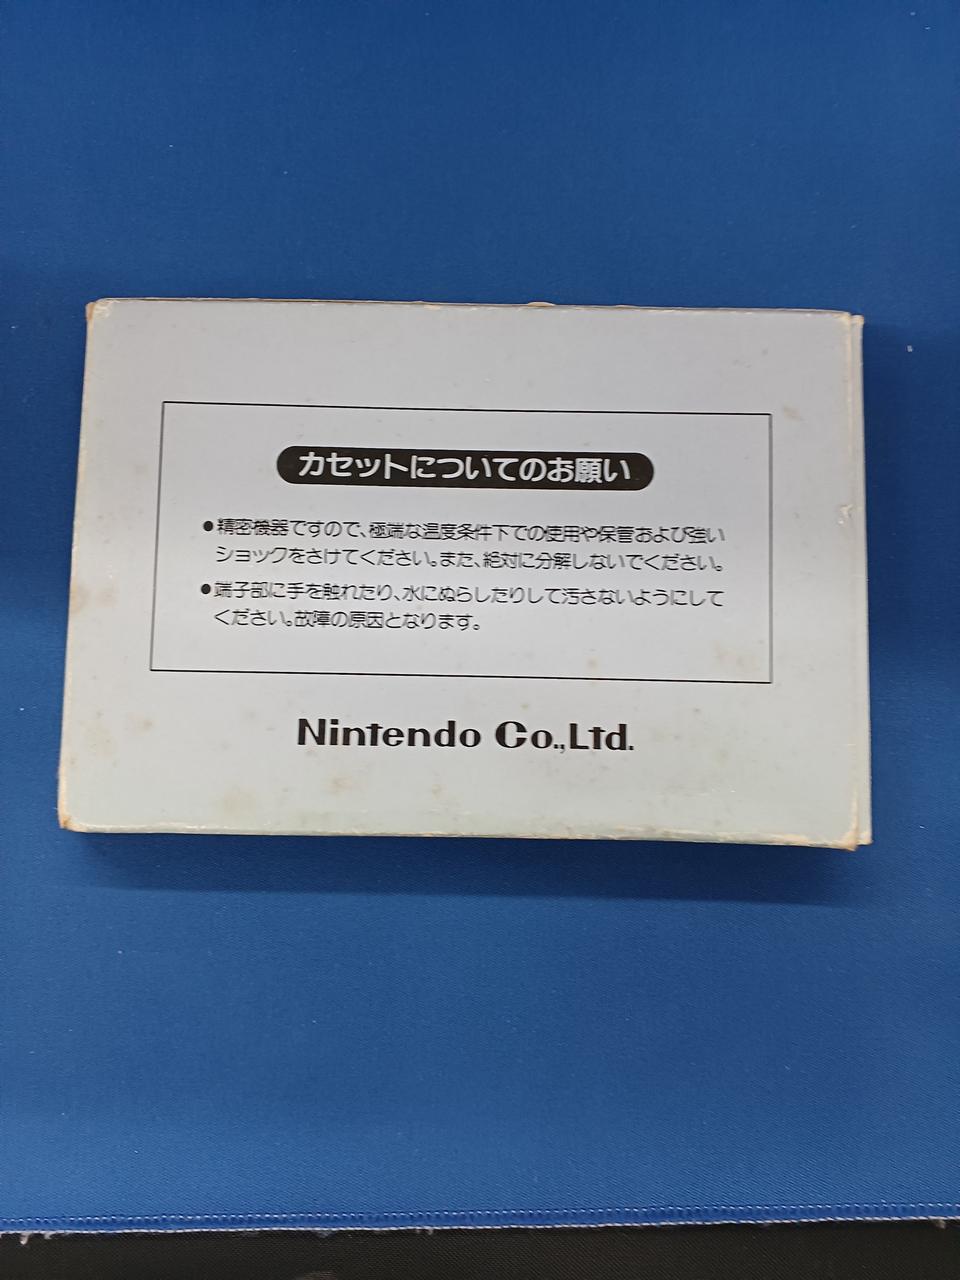 カセットについてのお願い
●精密機器ですので、極端な温度条件下での使用や保管および強い
ショックをさけてください。また、絶対に分解しないでください。
●端子部に手を触れたり、水にぬらしたりして汚さないようにして
ください。故障の原因となります。
Nintendo Co.,Ltd.